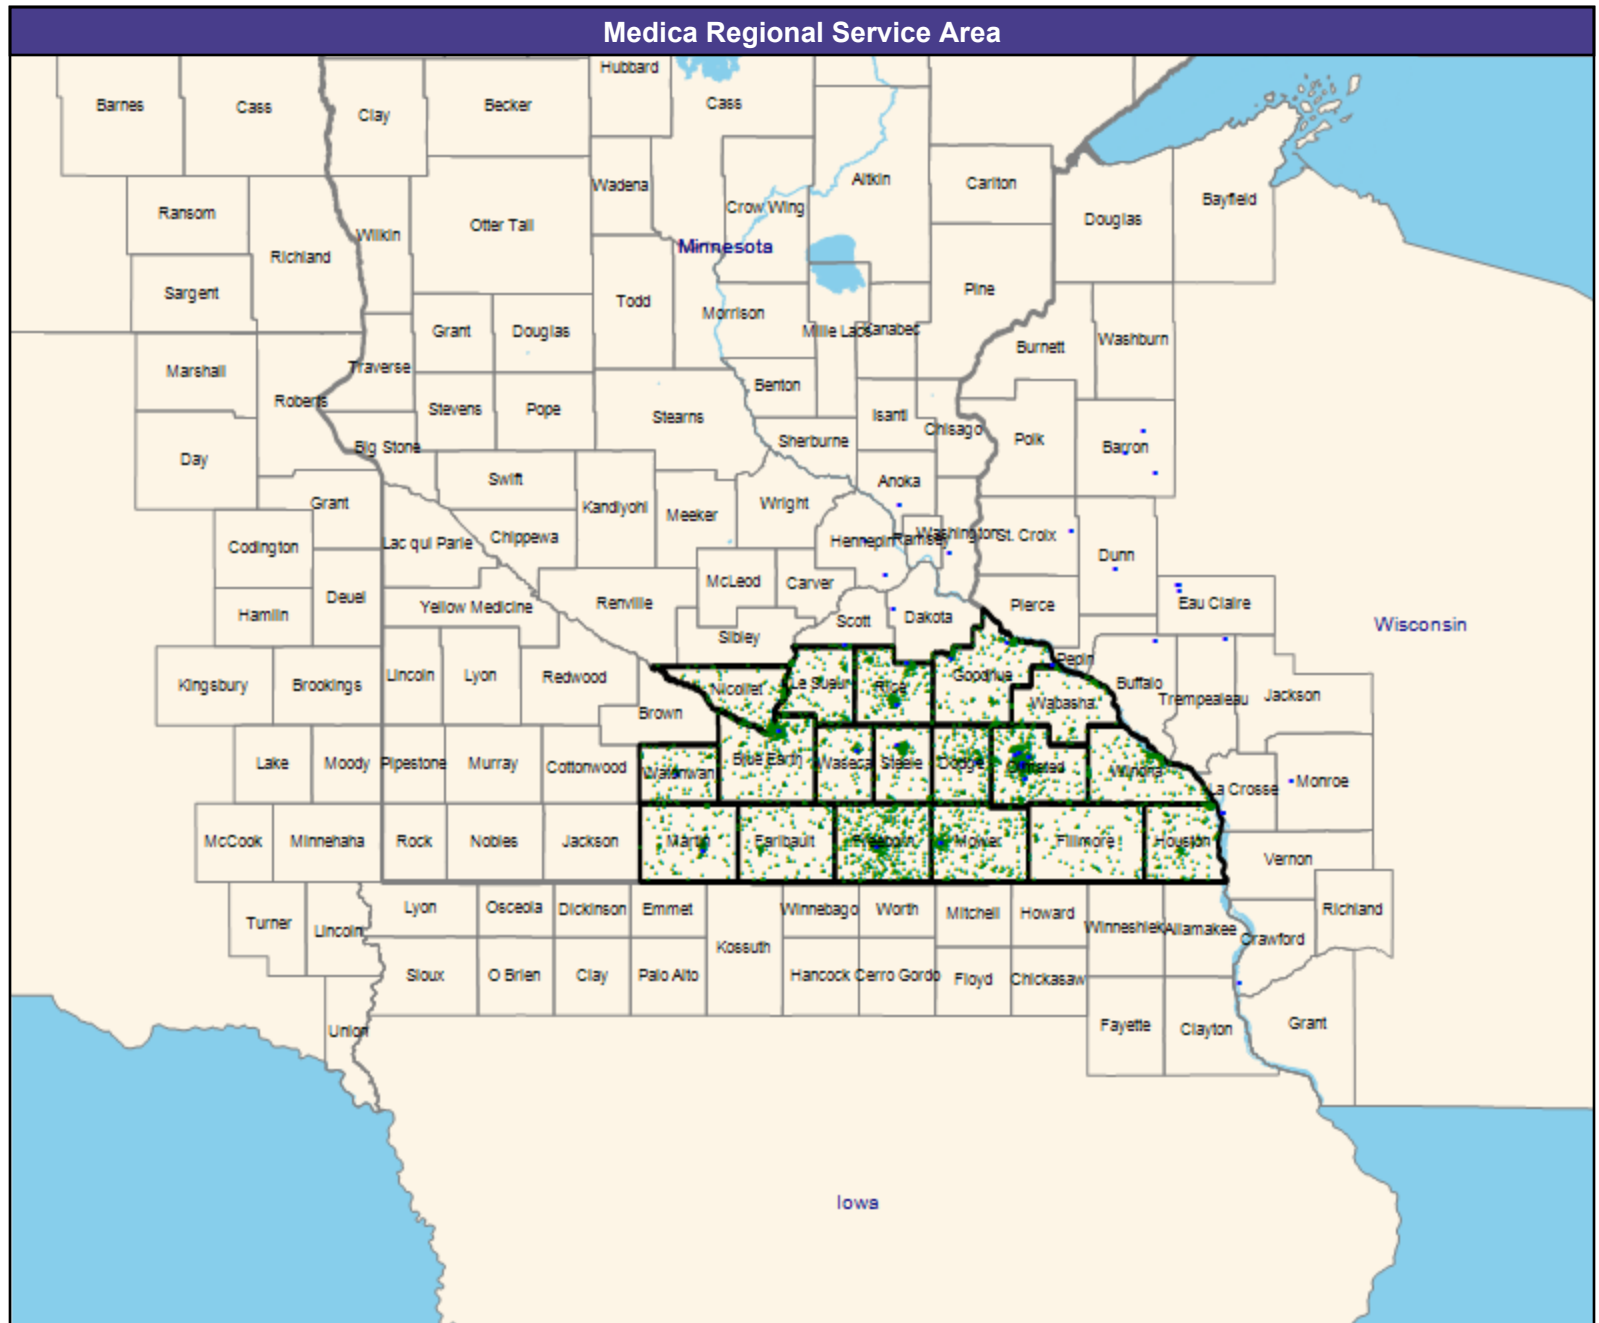 Medica Regional Service Area
Hubbard
Barnes
Cass
Clay
Becker
Cass
Wadena
Crow Wing
Aitkin
Carlton
Douglas
Bayfield
Ransom
Richland
Wilkin
Otter Tail
Minnesota
Sargent
Todd
Morrison
Pine
Grant
Douglas
Mille Lacs
Kanabec
Burnett
Washburn
Marshall
Traverse
Roberts
Stevens
Pope
Stearns
Benton
Isanti
Chisago
Polk
Barron
Big Stone
Sherburne
Day
Swift
Anoka
Grant
Kandiyohi
Meeker
Wright
Codington
Lac qui Parle
Chippewa
Hennepin
Ramsey
Washington
St. Croix
Dunn
Deuel
McLeod
Carver
Hamlin
Yellow Medicine
Renville
Scott
Dakota
Pierce
Eau Claire
Wisconsin
Sibley
Pepin
Kingsbury
Brookings
Lincoln
Lyon
Redwood
Nicollet
Le Sueur
Rice
Goodhue
Wabasha
Buffalo
Trempealeau
Jackson
Brown
Lake
Moody
Pipestone
Murray
Cottonwood
Watonwan
Blue Earth
Waseca
Steele
Dodge
Olmsted
Winona
La Crosse
Monroe
McCook
Minnehaha
Rock
Nobles
Jackson
Martin
Faribault
Freeborn
Mower
Fillmore
Houston
Vernon
Turner
Lincoln
Lyon
Osceola
Dickinson
Emmet
Kossuth
Winnebago
Worth
Mitchell
Howard
Winneshiek
Allamakee
Crawford
Richland
Sioux
O Brien
Clay
Palo Alto
Hancock
Cerro Gordo
Floyd
Chickasaw
Union
Fayette
Clayton
Grant
Iowa